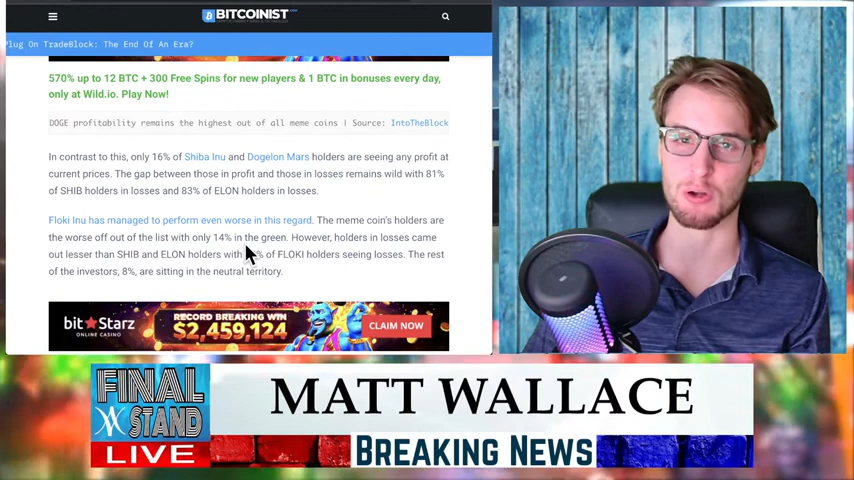 BITCOINIST
Plug On TradeBlock: The End Of An Era?
570% up to 12 BTC + 300 Free Spins for new players & 1 BTC in bonuses every day,
only at Wild.io. Play Now!
DOGE profitability remains the highest out of all meme coins | Source: IntoTheBlock
In contrast to this, only 16% of Shiba Inu and Dogelon Mars holders are seeing any profit at
current prices. The gap between those in profit and those in losses remains wild with 81%
of SHIB holders in losses and 83% of ELON holders in losses.
Floki Inu has managed to perform even worse in this regard. The meme coin's holders are
the worse off out of the list with only 14% in the green. However, holders in losses came
out lesser than SHIB and ELON holders with % of FLOKI holders seeing losses. The rest
of the investors, 8%, are sitting in the neutral territory.
bitStarz
ONLINE CASINO
RECORD BREAKING WIN
$2,459,124
CLAIM NOW
FINAL
STAND
LIVE
MATT WALLACE
BREAKING NEWS